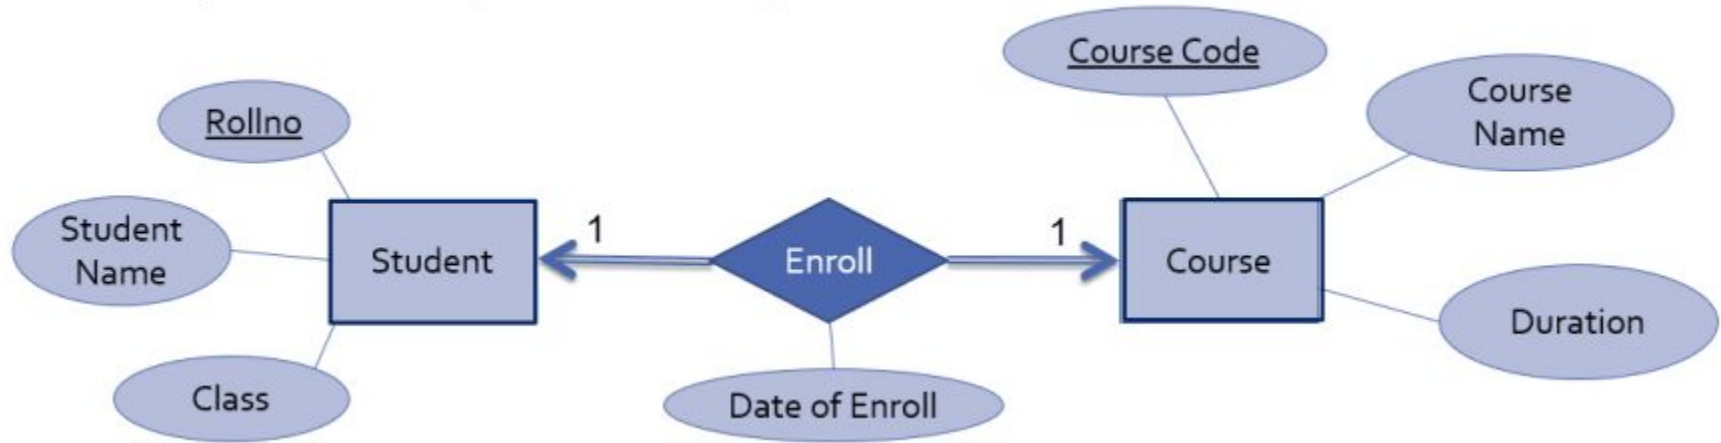 Course Code
Course
Name
Rollno
Student
Name
Student
1
Enroll
1
Course
Duration
Class
Date of Enroll